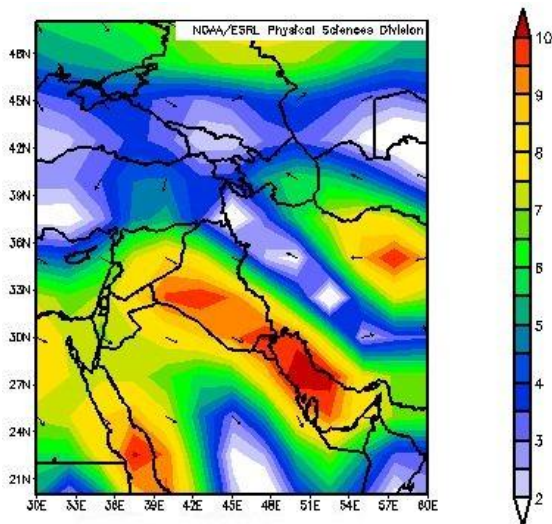 NOAA/ESRL Physical Sciences Division
48N
45N
42N
39N
36N
33N
30N
27N
24N
21N
30E 33E 36E 39E 42E 45E 48E 51E 54E 57E 60E
10
9
8
7
6
5
4
3
2